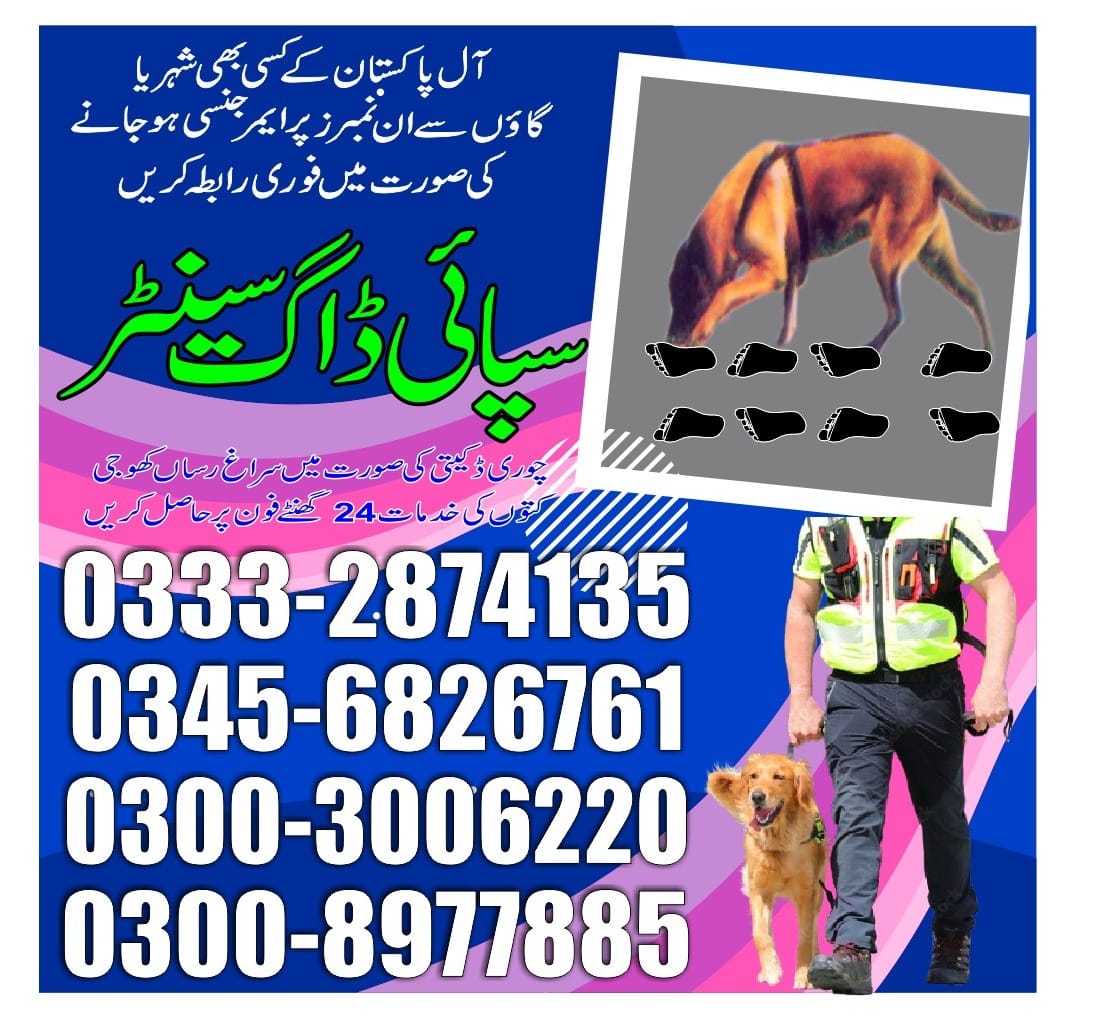 آل پاکستان کے کسی بھی شہر یا
گاؤں سے ان نمبرز پر ایمرجنسی ہوجانے
کی صورت میں فوری رابطہ کریں
سپائی ڈاگ سینٹر
چوری ڈکیتی کی صورت میں سراغ رساں کھوجی
کتوں کی خدمات 24 گھنٹے فون پر حاصل کریں
0333-2874135
0345-6826761
0300-3006220
0300-8977885